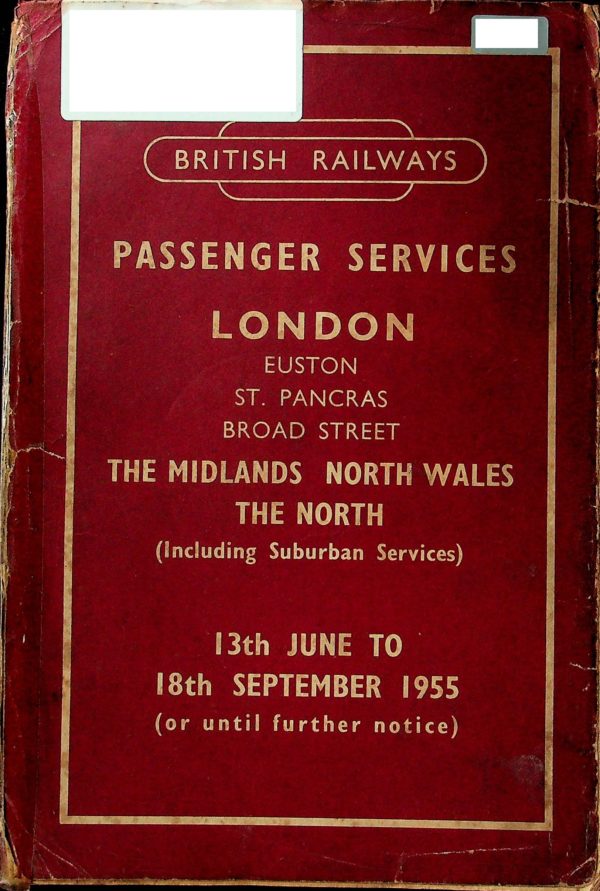 BRITISH RAILWAYS
PASSENGER SERVICES
LONDON
EUSTON
ST. PANCRAS
BROAD STREET
THE MIDLANDS NORTH WALES
THE NORTH
(Including Suburban Services)
13th JUNE TO
18th SEPTEMBER 1955
(or until further notice)